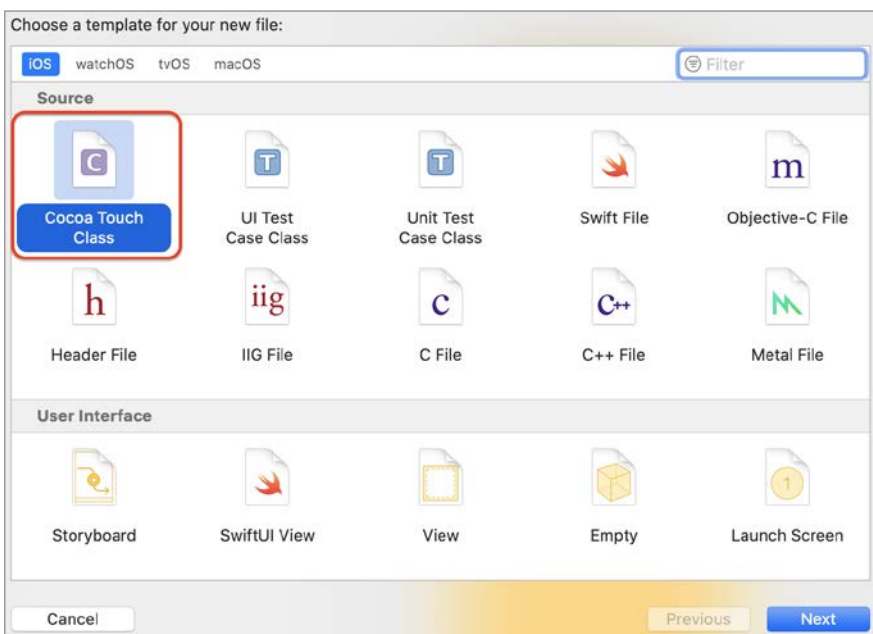 Choose a template for your new file:
iOS watchOS tvOS macOS Filter
Source
C T T m
Cocoa Touch Class UI Test Case Class Unit Test Case Class Swift File Objective-C File
h iig c C++
Header File IIG File C File C++ File Metal File
User Interface
1
Storyboard SwiftUI View View Empty Launch Screen
Cancel Previous Next